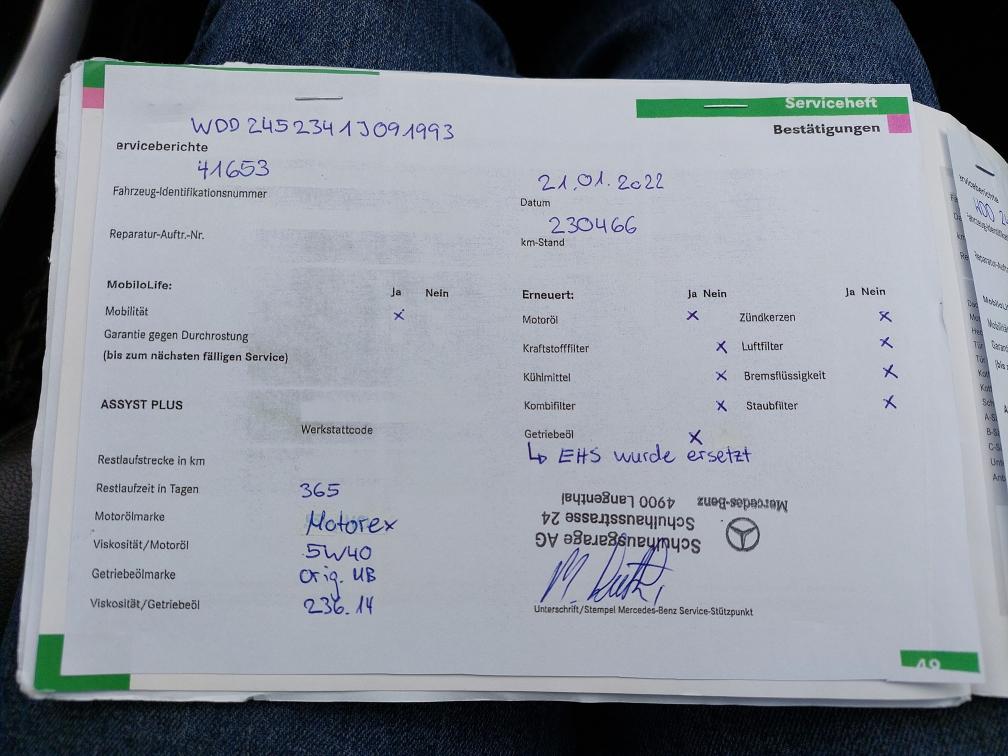 Serviceheft
Bestätigungen
WDD 2452341J091993
erviceberichte
41653
Fahrzeug-Identifikationsnummer
Reparatur-Auftr.-Nr.
21.01.2022
Datum
230466
km-Stand
MobiloLife:
Ja Nein
Mobilität x
Garantie gegen Durchrostung
(bis zum nächsten fälligen Service)
ASSYST PLUS
Werkstattcode
Restlaufstrecke in km
Restlaufzeit in Tagen 365
Motorölmarke Motorex
Viskosität/Motoröl 5W40
Getriebeölmarke Orig. MB
Viskosität/Getriebeöl 236.14
Erneuert: Ja Nein Ja Nein
Motoröl x Zündkerzen x
Kraftstofffilter x Luftfilter x
Kühlmittel x Bremsflüssigkeit x
Kombifilter x Staubfilter x
Getriebeöl x
↳ EHS wurde ersetzt
Schulhausgarage AG
Schulhausstrasse 24
4900 Langenthal
Mercedes-Benz
Unterschrift/Stempel Mercedes-Benz Service-Stützpunkt
49